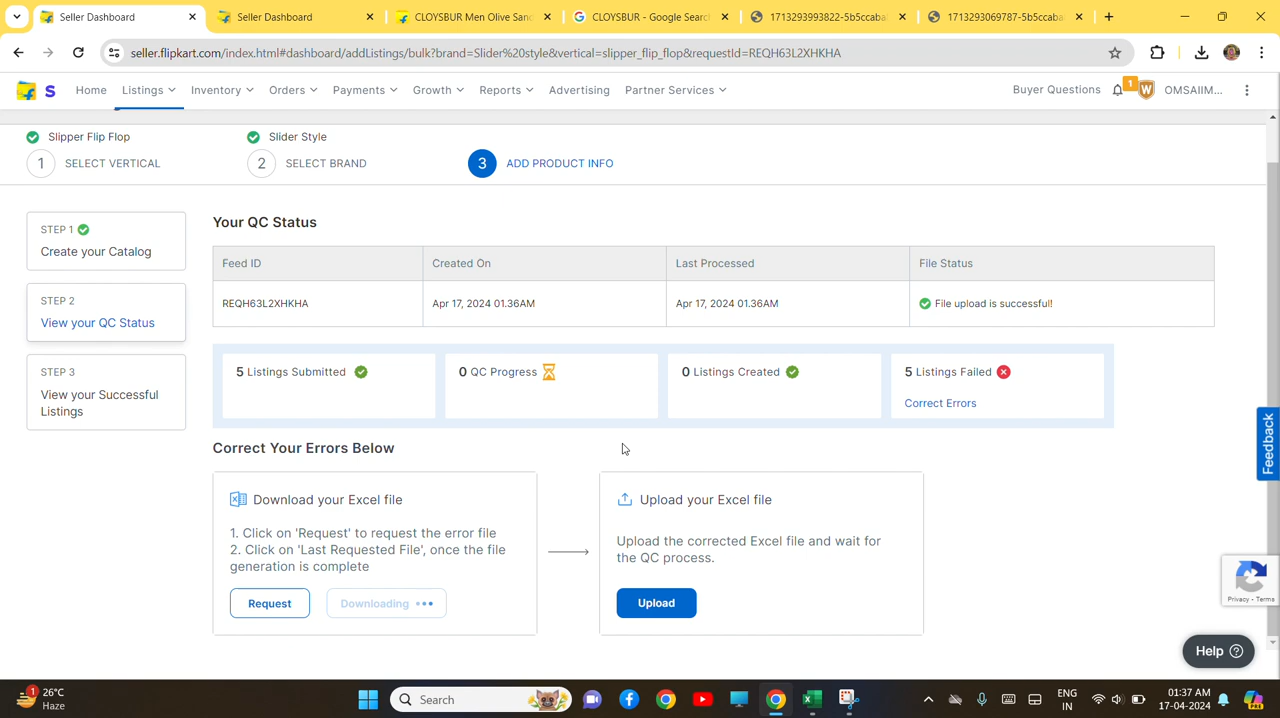 Seller Dashboard
Seller Dashboard
CLOYSBUR Men Olive Sand
CLOYSBUR - Google Search
1713293993822-5b5ccaba
1713293069787-5b5ccaba
seller.flipkart.com/index.html#dashboard/addListings/bulk?brand=Slider%20style&vertical=slipper_flip_flop&requestId=REQH63L2XHKHA
Home Listings Inventory Orders Payments Growth Reports Advertising Partner Services Buyer Questions 1 W OMSAIIM...
Slipper Flip Flop Slider Style
1 SELECT VERTICAL 2 SELECT BRAND 3 ADD PRODUCT INFO
STEP 1
Create your Catalog
STEP 2
View your QC Status
STEP 3
View your Successful
Listings
Your QC Status
Feed ID Created On Last Processed File Status
REQH63L2XHKHA Apr 17, 2024 01.36AM Apr 17, 2024 01.36AM File upload is successful!
5 Listings Submitted 0 QC Progress 0 Listings Created 5 Listings Failed
Correct Errors
Correct Your Errors Below
Download your Excel file
1. Click on 'Request' to request the error file
2. Click on 'Last Requested File', once the file
generation is complete
Request Downloading
Upload your Excel file
Upload the corrected Excel file and wait for
the QC process.
Upload
Feedback
Privacy - Terms
Help
1 26°C
Haze
Search
ENG
IN
01:37 AM
17-04-2024